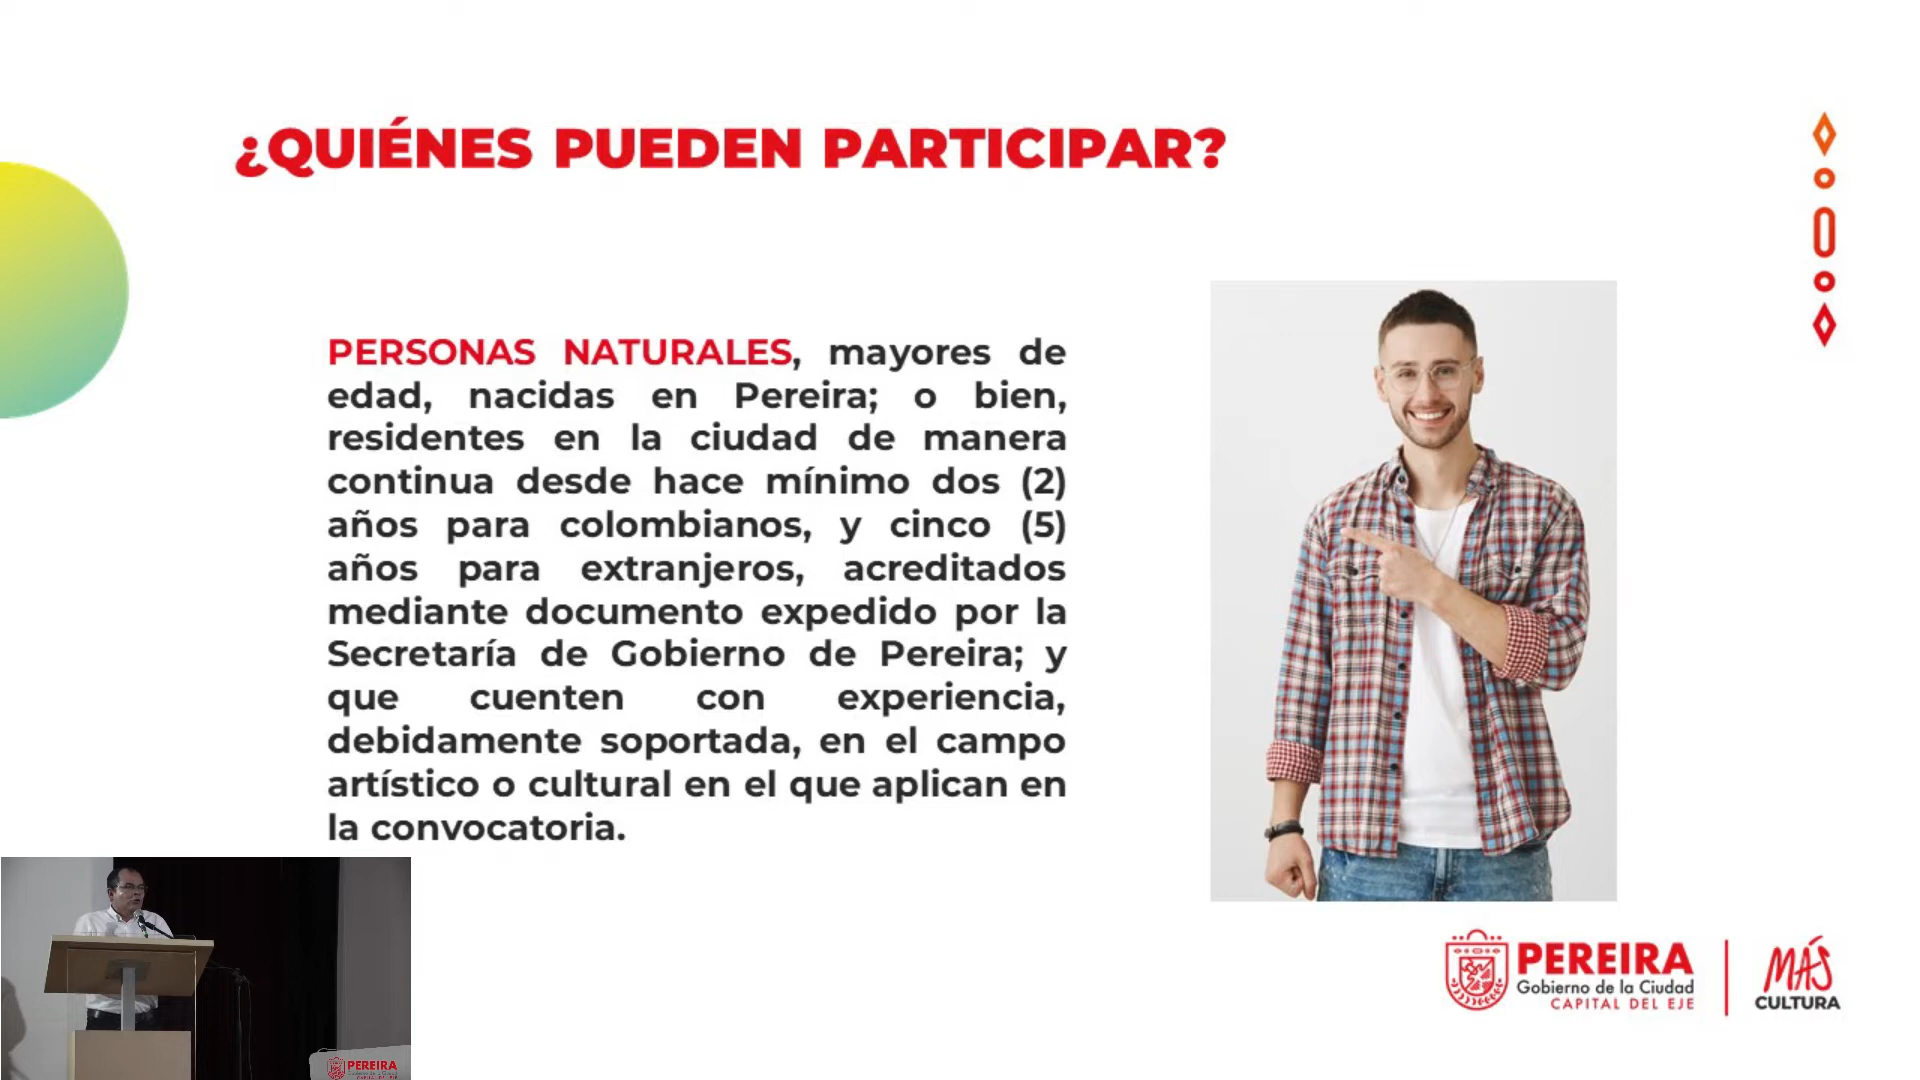 ¿QUIÉNES PUEDEN PARTICIPAR?
PERSONAS NATURALES, mayores de
edad, nacidas en Pereira; o bien,
residentes en la ciudad de manera
continua desde hace mínimo dos (2)
años para colombianos, y cinco (5)
años para extranjeros, acreditados
mediante documento expedido por la
Secretaría de Gobierno de Pereira; y
que cuenten con experiencia,
debidamente soportada, en el campo
artístico o cultural en el que aplican en
la convocatoria.
PEREIRA
Gobierno de la Ciudad
CAPITAL DEL EJE
MÁS
CULTURA
PEREIRA